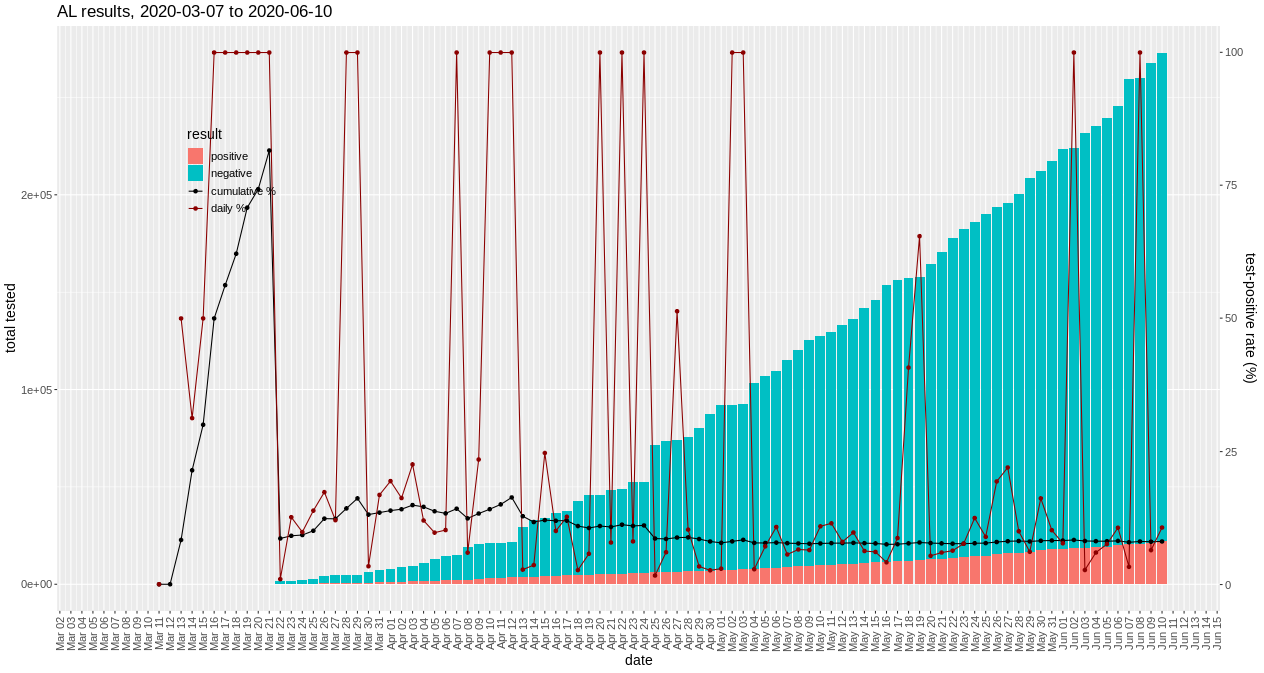 AL results, 2020-03-07 to 2020-06-10
result
positive
negative
cumulative %
daily %
total tested
2e+05
1e+05
0e+00
100
75
50
25
0
test-positive rate (%)
Mar 02
Mar 03
Mar 04
Mar 05
Mar 06
Mar 07
Mar 08
Mar 09
Mar 10
Mar 11
Mar 12
Mar 13
Mar 14
Mar 15
Mar 16
Mar 17
Mar 18
Mar 19
Mar 20
Mar 21
Mar 22
Mar 23
Mar 24
Mar 25
Mar 26
Mar 27
Mar 28
Mar 29
Mar 30
Mar 31
Apr 01
Apr 02
Apr 03
Apr 04
Apr 05
Apr 06
Apr 07
Apr 08
Apr 09
Apr 10
Apr 11
Apr 12
Apr 13
Apr 14
Apr 15
Apr 16
Apr 17
Apr 18
Apr 19
Apr 20
Apr 21
Apr 22
Apr 23
Apr 24
Apr 25
Apr 26
Apr 27
Apr 28
Apr 29
Apr 30
May 01
May 02
May 03
May 04
May 05
May 06
May 07
May 08
May 09
May 10
May 11
May 12
May 13
May 14
May 15
May 16
May 17
May 18
May 19
May 20
May 21
May 22
May 23
May 24
May 25
May 26
May 27
May 28
May 29
May 30
May 31
Jun 01
Jun 02
Jun 03
Jun 04
Jun 05
Jun 06
Jun 07
Jun 08
Jun 09
Jun 10
Jun 11
Jun 12
Jun 13
Jun 14
Jun 15
date